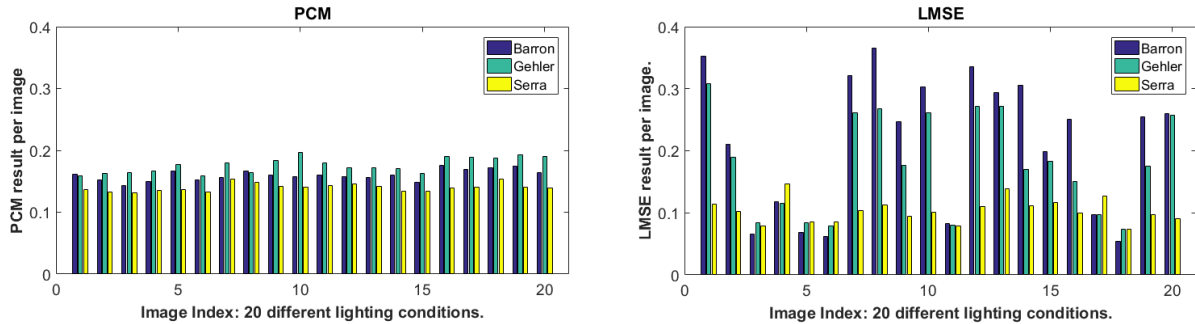 PCM
PCM result per image
0.4
0.3
0.2
0.1
0
0 5 10 15 20
Image Index: 20 different lighting conditions.
Barron
Gehler
Serra
LMSE
LMSE result per image.
0.4
0.3
0.2
0.1
0
0 5 10 15 20
Image Index: 20 different lighting conditions.
Barron
Gehler
Serra